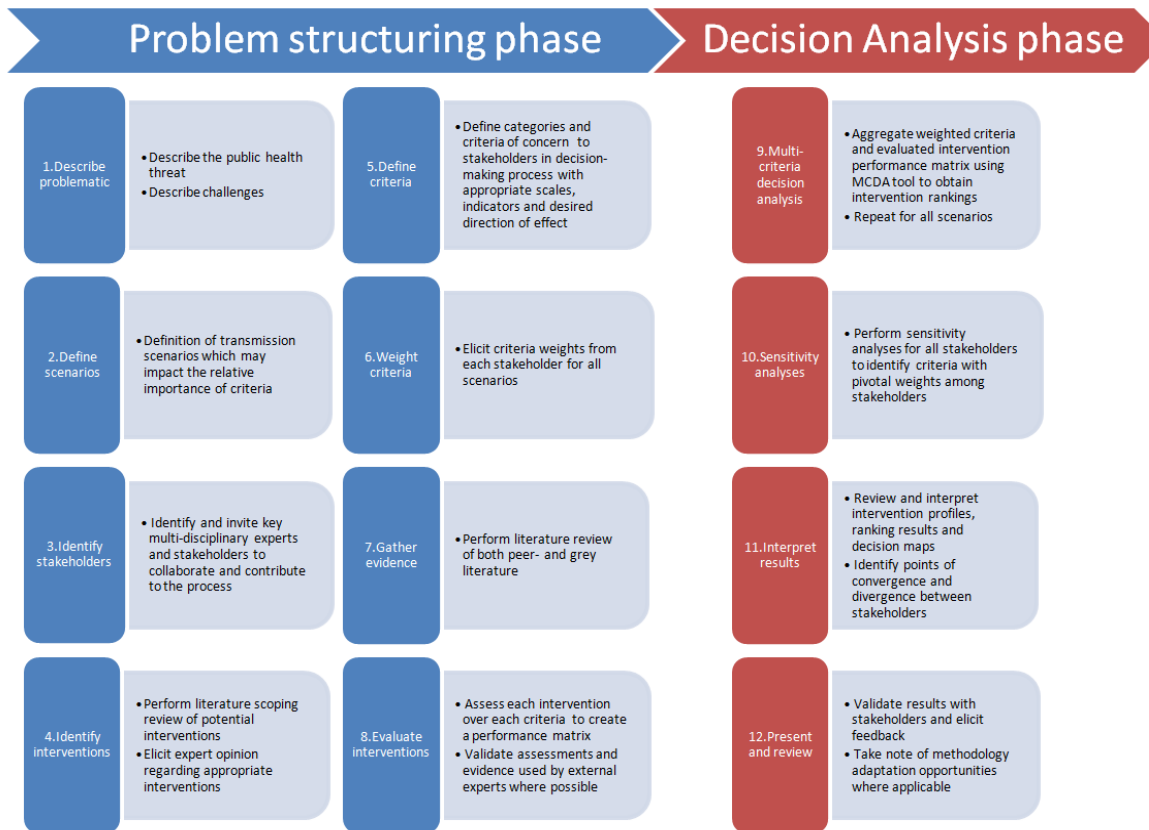 Problem structuring phase
Decision Analysis phase
1.Describe
problematic
• Describe the public health
threat
• Describe challenges
2.Define
scenarios
• Definition of transmission
scenarios which may
impact the relative
importance of criteria
3.Identify
stakeholders
• Identify and invite key
multi-disciplinary experts
and stakeholders to
collaborate and contribute
to the process
4.Identify
interventions
• Perform literature scoping
review of potential
interventions
• Elicit expert opinion
regarding appropriate
interventions
5.Define
criteria
• Define categories and
criteria of concern to
stakeholders in decision-
making process with
appropriate scales,
indicators and desired
direction of effect
6.Weight
criteria
• Elicit criteria weights from
each stakeholder for all
scenarios
7.Gather
evidence
• Perform literature review
of both peer- and grey
literature
8.Evaluate
interventions
• Assess each intervention
over each criteria to create
a performance matrix
• Validate assessments and
evidence used by external
experts where possible
9.Multi-
criteria
decision
analysis
• Aggregate weighted criteria
and evaluated intervention
performance matrix using
MCDA tool to obtain
intervention rankings
• Repeat for all scenarios
10.Sensitivity
analyses
• Perform sensitivity
analyses for all stakeholders
to identify criteria with
pivotal weights among
stakeholders
11.Interpret
results
• Review and interpret
intervention profiles,
ranking results and
decision maps
• Identify points of
convergence and
divergence between
stakeholders
12.Present
and review
• Validate results with
stakeholders and elicit
feedback
• Take note of methodology
adaptation opportunities
where applicable